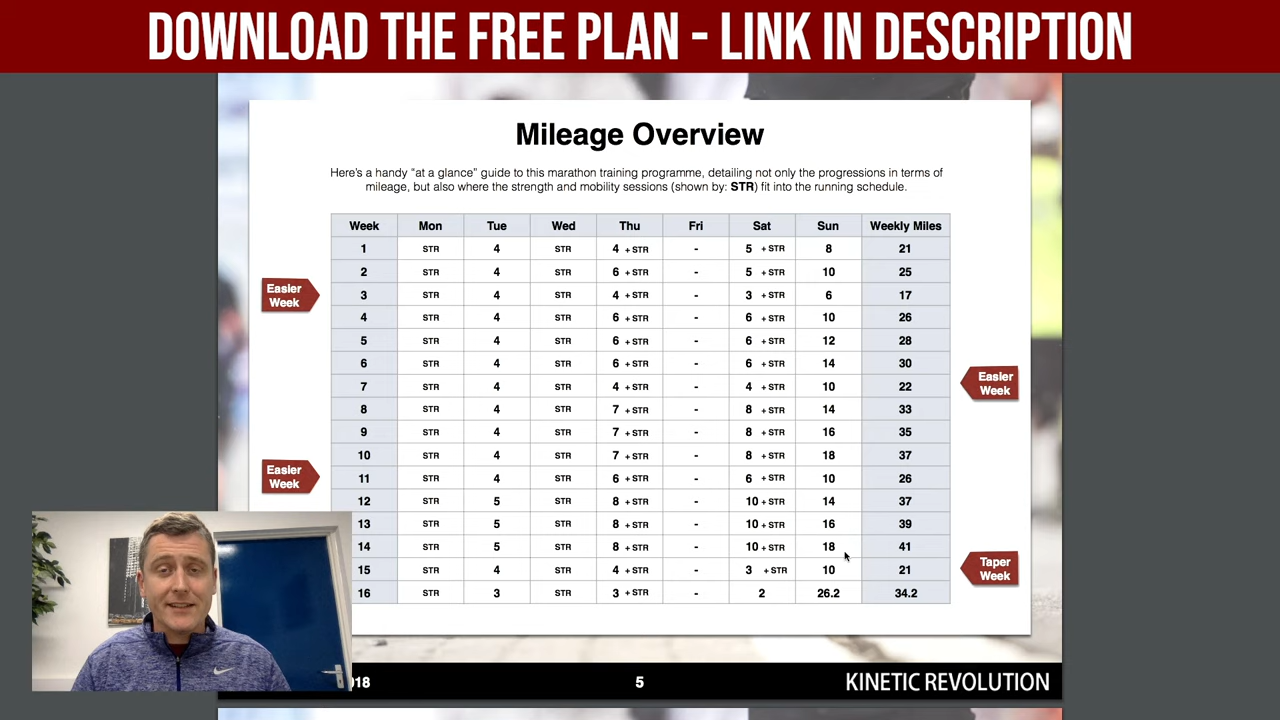 DOWNLOAD THE FREE PLAN - LINK IN DESCRIPTION
Mileage Overview
Here's a handy “at a glance” guide to this marathon training programme, detailing not only the progressions in terms of
mileage, but also where the strength and mobility sessions (shown by: STR) fit into the running schedule.
Week Mon Tue Wed Thu Fri Sat Sun Weekly Miles
1 STR 4 STR 4 + STR - 5 + STR 8 21
2 STR 4 STR 6 + STR - 5 + STR 10 25
3 STR 4 STR 4 + STR - 3 + STR 6 17
4 STR 4 STR 6 + STR - 6 + STR 10 26
5 STR 4 STR 6 + STR - 6 + STR 12 28
6 STR 4 STR 6 + STR - 6 + STR 14 30
7 STR 4 STR 4 + STR - 4 + STR 10 22
8 STR 4 STR 7 + STR - 8 + STR 14 33
9 STR 4 STR 7 + STR - 8 + STR 16 35
10 STR 4 STR 7 + STR - 8 + STR 18 37
11 STR 4 STR 6 + STR - 6 + STR 10 26
12 STR 5 STR 8 + STR - 10 + STR 14 37
13 STR 5 STR 8 + STR - 10 + STR 16 39
14 STR 5 STR 8 + STR - 10 + STR 18 41
15 STR 4 STR 4 + STR - 3 + STR 10 21
16 STR 3 STR 3 + STR - 2 26.2 34.2
Easier
Week
Easier
Week
Easier
Week
Taper
Week
18 5 KINETIC REVOLUTION